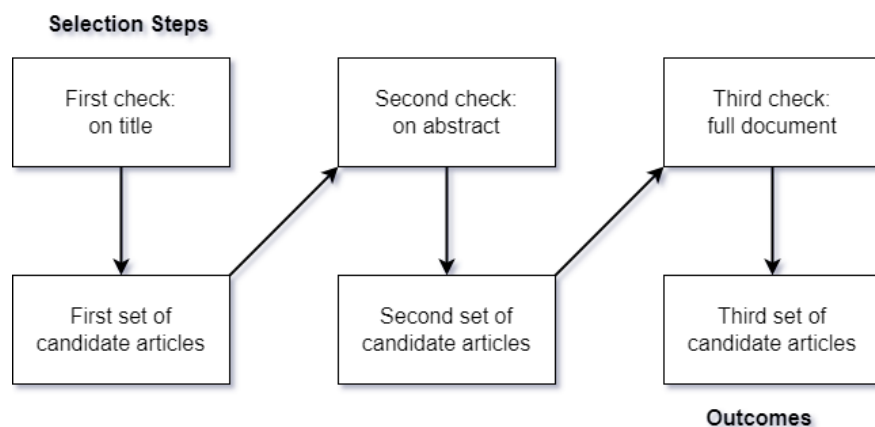 Selection Steps
First check:
on title
Second check:
on abstract
Third check:
full document
First set of
candidate articles
Second set of
candidate articles
Third set of
candidate articles
Outcomes